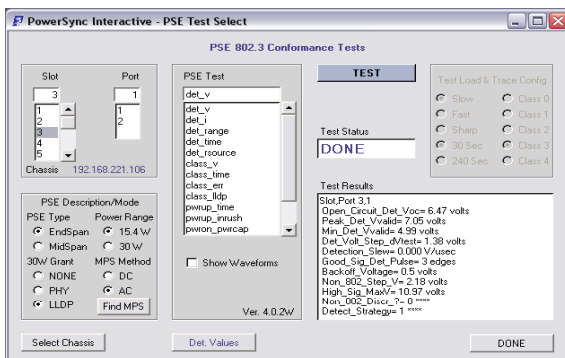 PowerSync Interactive - PSE Test Select
PSE 802.3 Conformance Tests
Slot
Port
3
1
1
2
3
4
5
1
2
Chassis 192.168.221.106
PSE Description/Mode
PSE Type
Power Range
EndSpan
15.4 W
MidSpan
30 W
30W Grant
MPS Method
NONE
DC
PHY
AC
LLDP
Find MPS
Select Chassis
PSE Test
det_v
det_v
det_i
det_range
det_time
det_rsource
class_v
class_time
class_err
class_lldp
pwrup_time
pwrup_inrush
pwron_pwrcap
Show Waveforms
Ver. 4.0.2W
Det. Values
TEST
Test Status
DONE
Test Load & Trace Config
Slow
Class 0
Fast
Class 1
Sharp
Class 2
30 Sec
Class 3
240 Sec
Class 4
Test Results
Slot,Port 3,1
Open_Circuit_Det_Voc= 6.47 volts
Peak_Det_Vvalid= 7.05 volts
Min_Det_Vvalid= 4.99 volts
Det_Volt_Step_dVtest= 1.38 volts
Detection_Slew= 0.000 V/usec
Good_Sig_Det_Pulse= 3 edges
Backoff_Voltage= 0.5 volts
Non_802_Step_V= 2.18 volts
High_Sig_MaxV= 10.97 volts
Non_002_Discr_?= 0 ****
Detect_Strategy= 1 ****
DONE